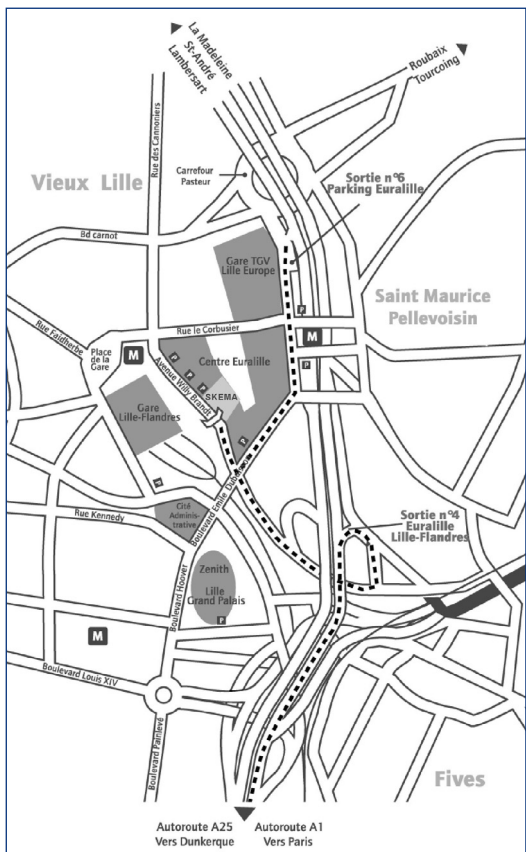 La Madeleine
St-André
Lambersart
Roubaix
Tourcoing
Rue des Cannoniers
Carrefour
Pasteur
Sortie n°6
Parking Euralille
Vieux Lille
Bd carnot
Gare TGV
Lille Europe
P
Saint Maurice
Pellevoisin
Rue Faidherbe
Rue le Corbusier
M
Place
de la
Gare
M
P
P
P
Centre Euralille
P
Avenue Willy Brandt
SKEMA
Gare
Lille-Flandres
P
P
Boulevard Emile Dubuisson
Cité
Adminis-
trative
Rue Kennedy
Sortie n°4
Euralille
Lille-Flandres
Zenith
Lille
Grand Palais
P
Boulevard Hoover
M
Boulevard Louis XIV
Boulevard Painlevé
Fives
Autoroute A25
Vers Dunkerque
Autoroute A1
Vers Paris